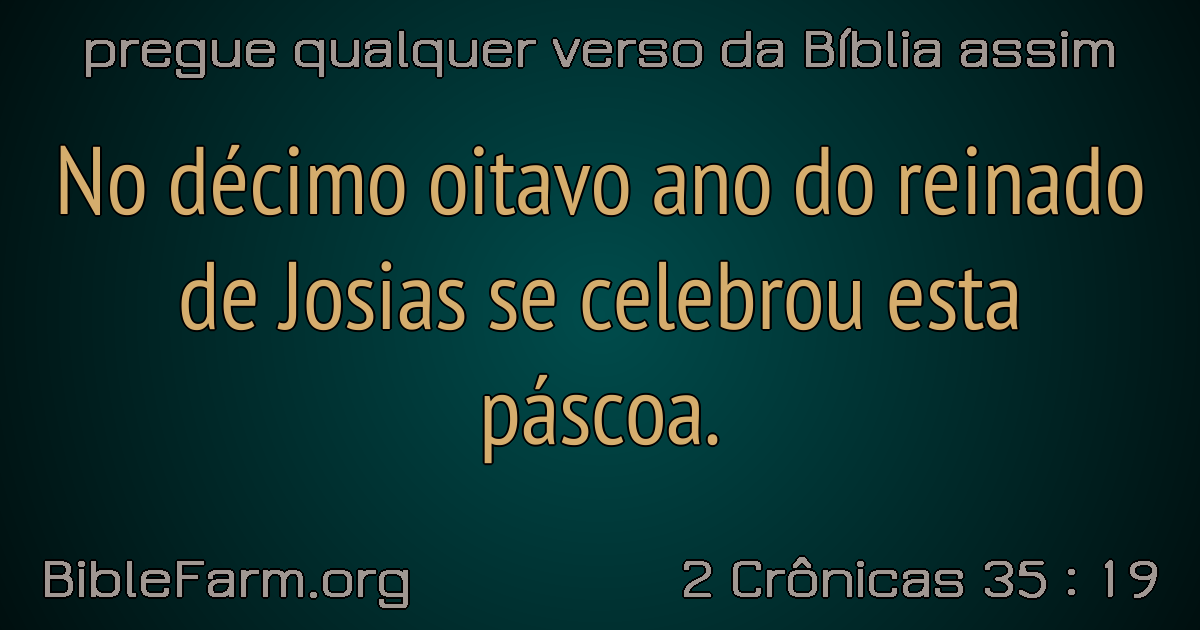 pregue qualquer verso da Bíblia assim
No décimo oitavo ano do reinado
de Josias se celebrou esta
páscoa.
BibleFarm.org
2 Crônicas 35 : 19